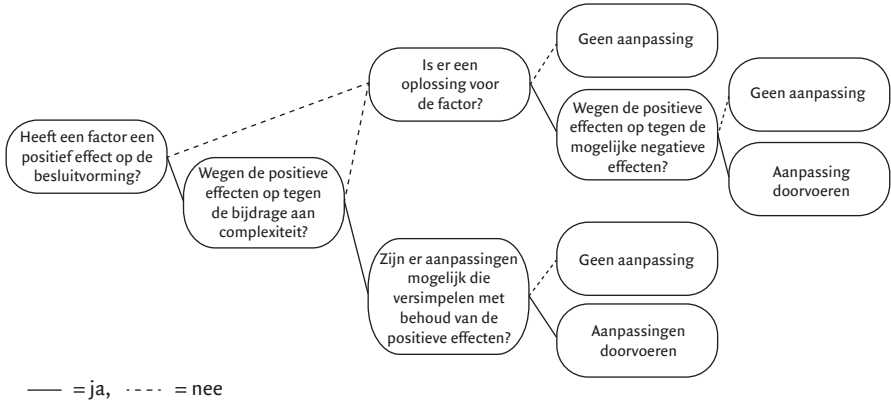 Heeft een factor een
positief effect op de
besluitvorming?
Wegen de positieve
effecten op tegen
de bijdrage aan
complexiteit?
Is er een
oplossing voor
de factor?
Geen aanpassing
Wegen de positieve
effecten op tegen de
mogelijke negatieve
effecten?
Geen aanpassing
Aanpassing
doorvoeren
Zijn er aanpassingen
mogelijk die
versimpelen met
behoud van de
positieve effecten?
Geen aanpassing
Aanpassingen
doorvoeren
= ja, = nee